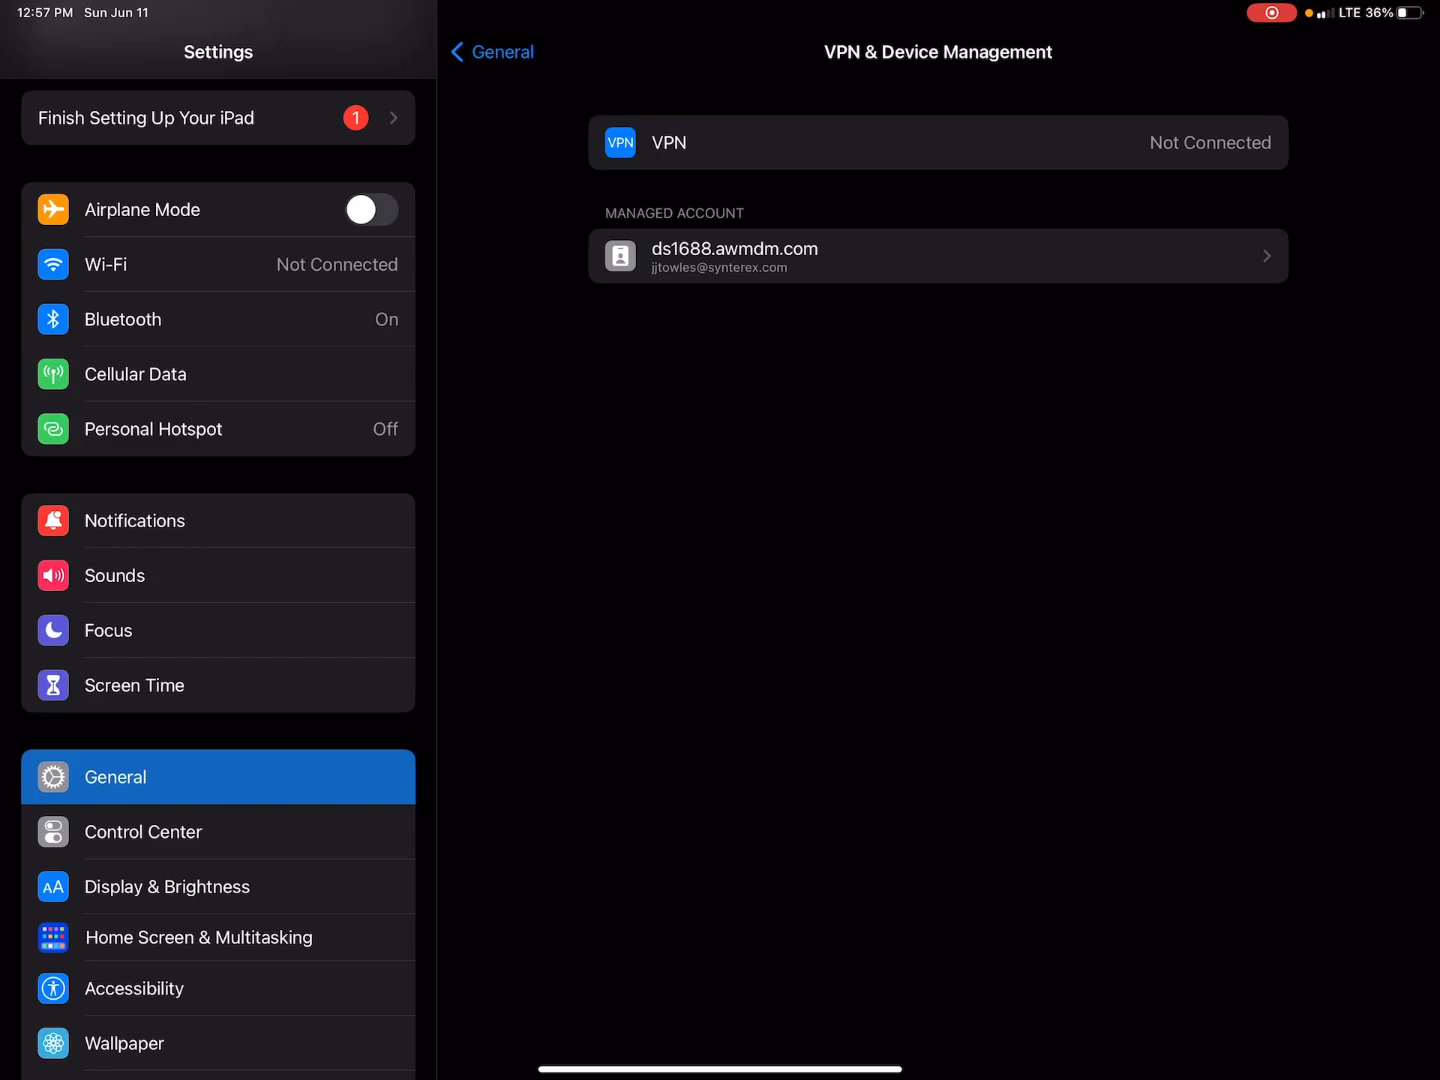 12:57 PM Sun Jun 11
LTE 36%
Settings
Finish Setting Up Your iPad 1
Airplane Mode
Wi-Fi Not Connected
Bluetooth On
Cellular Data
Personal Hotspot Off
Notifications
Sounds
Focus
Screen Time
General
Control Center
AA Display & Brightness
Home Screen & Multitasking
Accessibility
Wallpaper
General
VPN & Device Management
VPN VPN Not Connected
MANAGED ACCOUNT
ds1688.awmdm.com
jjtowles@synterex.com